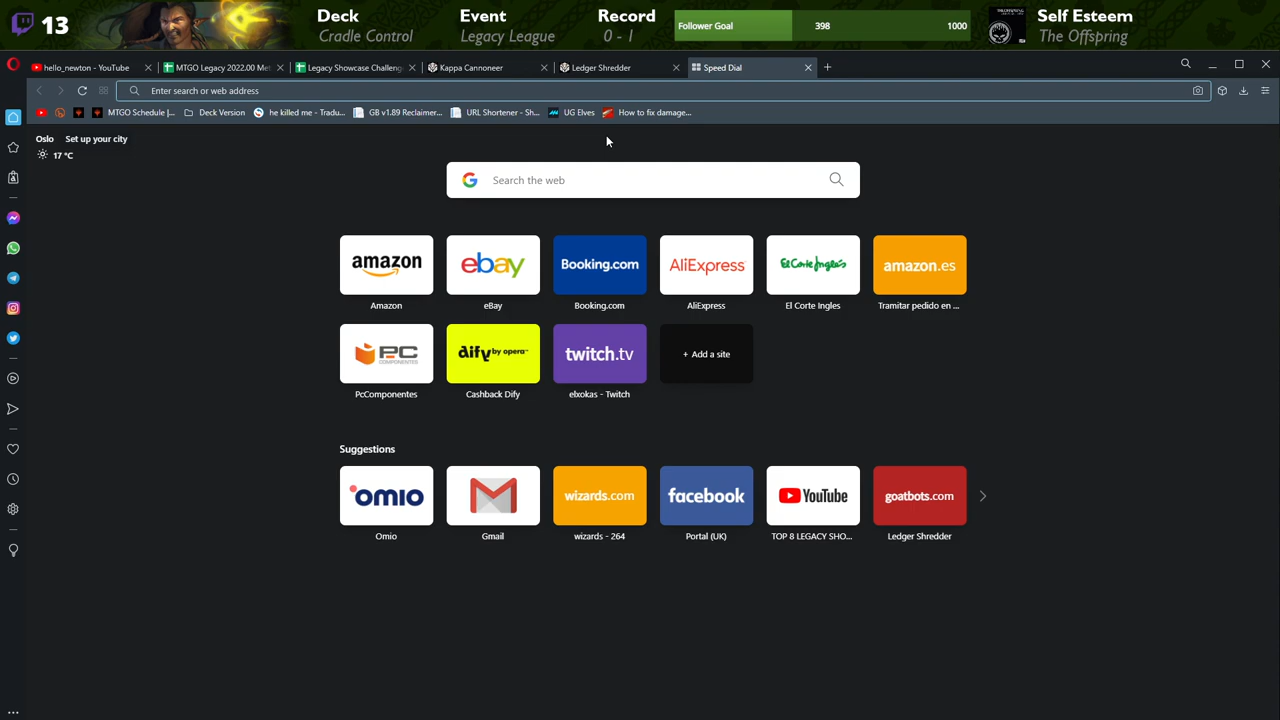 13
Deck
Cradle Control
Event
Legacy League
Record
0 - 1
Follower Goal 398 1000
Self Esteem
The Offspring
hello_newton - YouTube
MTGO Legacy 2022.00 Met
Legacy Showcase Challeng
Kappa Cannoneer
Ledger Shredder
Speed Dial
Enter search or web address
MTGO Schedule |...
Deck Version
he killed me - Tradu...
GB v1.89 Reclaimer...
URL Shortener - Sh...
UG Elves
How to fix damage...
Oslo Set up your city
17 °C
Search the web
amazon
ebay
Booking.com
AliExpress
El Corte Inglés
amazon.es
Amazon
eBay
Booking.com
AliExpress
El Corte Ingles
Tramitar pedido en ...
PC COMPONENTES
dify by opera
twitch.tv
+ Add a site
PcComponentes
Cashback Dify
elxokas - Twitch
Suggestions
OMIO
M
wizards.com
facebook
YouTube
goatbots.com
Omio
Gmail
wizards - 264
Portal (UK)
TOP 8 LEGACY SHO...
Ledger Shredder